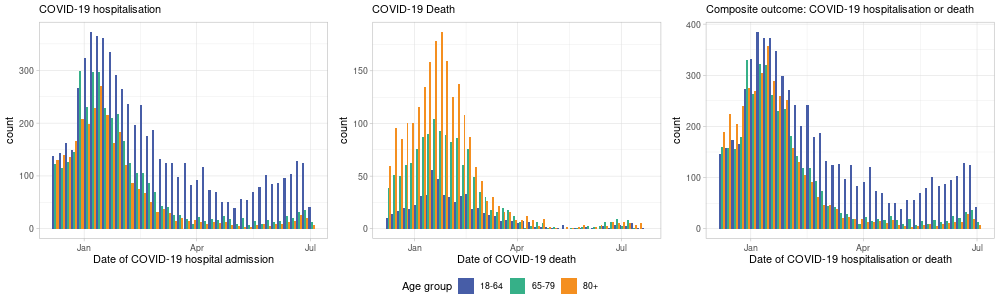 COVID-19 hospitalisation
count
300
200
100
0
Jan Apr Jul
Date of COVID-19 hospital admission
COVID-19 Death
count
150
100
50
0
Jan Apr Jul
Date of COVID-19 death
Composite outcome: COVID-19 hospitalisation or death
count
400
300
200
100
0
Jan Apr Jul
Date of COVID-19 hospitalisation or death
Age group 18-64 65-79 80+